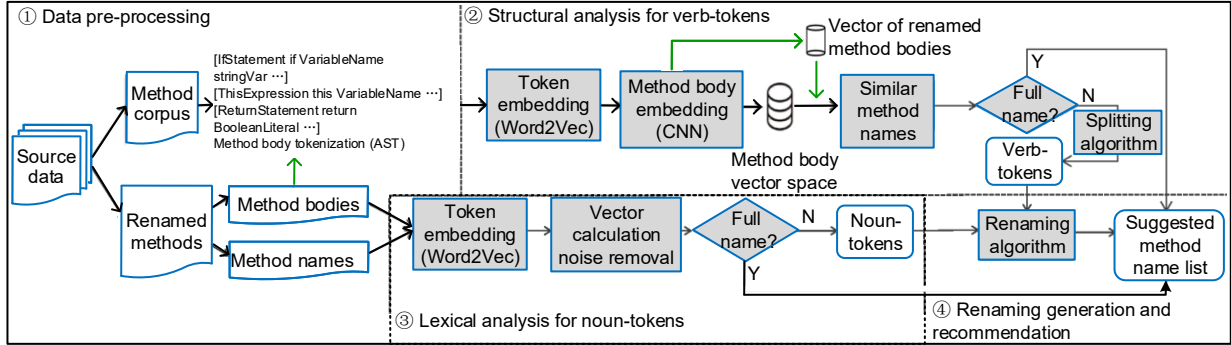 ① Data pre-processing
Source
data
Method
corpus
[IfStatement if VariableName
stringVar …]
[ThisExpression this VariableName …]
[ReturnStatement return
BooleanLiteral …]
Method body tokenization (AST)
Renamed
methods
Method bodies
Method names
② Structural analysis for verb-tokens
Token
embedding
(Word2Vec)
Method body
embedding
(CNN)
Vector of renamed
method bodies
Method body
vector space
Similar
method
names
Full
name?
Y
N
Splitting
algorithm
Verb-
tokens
Token
embedding
(Word2Vec)
Vector
calculation
noise removal
Full
name?
N
Y
Noun-
tokens
③ Lexical analysis for noun-tokens
Renaming
algorithm
Suggested
method
name list
④ Renaming generation and
recommendation